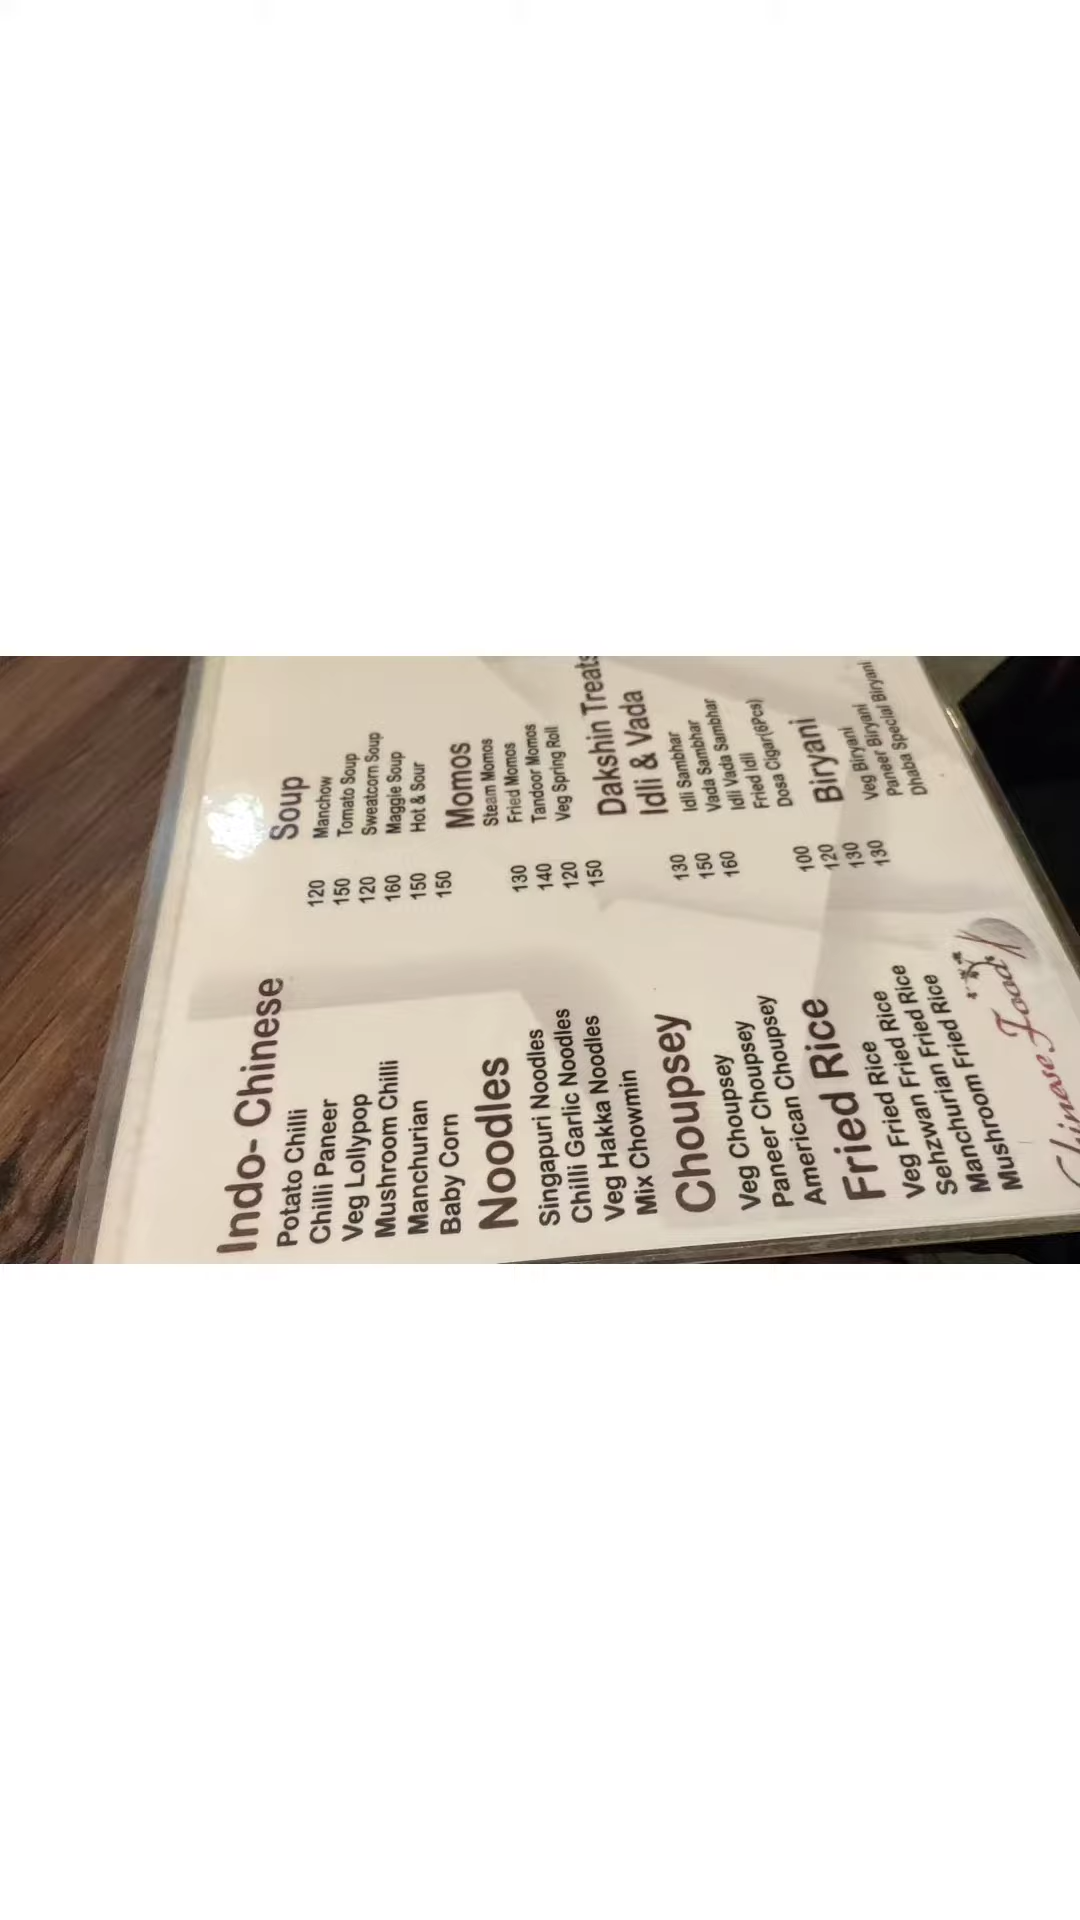 Indo- Chinese
Potato Chilli 120
Chilli Paneer 150
Veg Lollypop 120
Mushroom Chilli 160
Manchurian 150
Baby Corn 150
Noodles
Singapuri Noodles 130
Chilli Garlic Noodles 140
Veg Hakka Noodles 120
Mix Chowmin 150
Choupsey
Veg Choupsey 130
Paneer Choupsey 150
American Choupsey 160
Fried Rice
Veg Fried Rice 100
Sehzwan Fried Rice 120
Manchurian Fried Rice 130
Mushroom Fried Rice 130
Chinese Food
Soup
Manchow
Tomato Soup
Sweatcorn Soup
Maggie Soup
Hot & Sour
Momos
Steam Momos
Fried Momos
Tandoor Momos
Veg Spring Roll
Dakshin Treats
Idli & Vada
Idli Sambhar
Vada Sambhar
Idli Vada Sambhar
Fried Idli
Dosa Cigar(6Pcs)
Biryani
Veg Biryani
Paneer Biryani
Dhaba Special Biryani